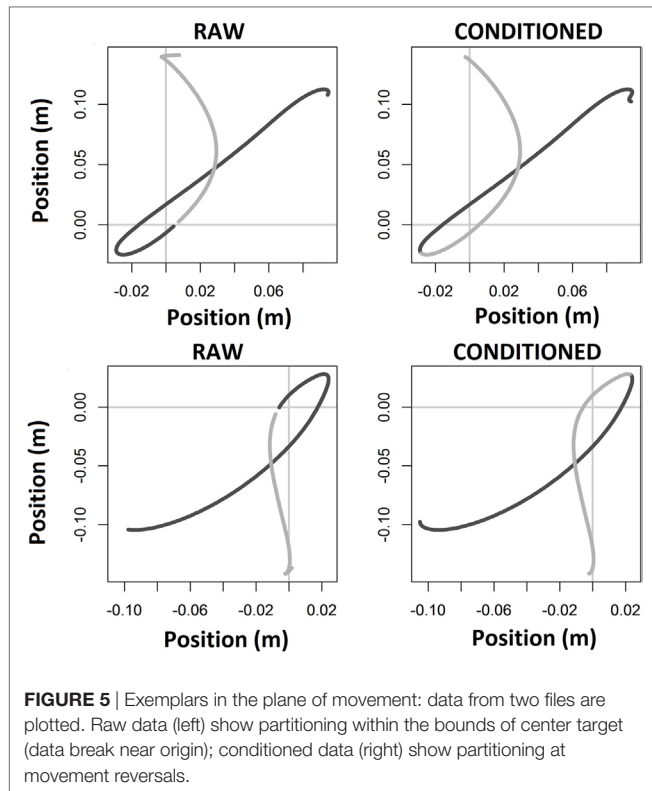 RAW
CONDITIONED
Position (m)
0.10
0.05
0.00
0.10
0.05
0.00
-0.02 0.02 0.06
-0.02 0.02 0.06
Position (m)
Position (m)
RAW
CONDITIONED
Position (m)
0.00
-0.05
-0.10
0.00
-0.05
-0.10
-0.10 -0.06 -0.02 0.02
-0.10 -0.06 -0.02 0.02
Position (m)
Position (m)
FIGURE 5 | Exemplars in the plane of movement: data from two files are
plotted. Raw data (left) show partitioning within the bounds of center target
(data break near origin); conditioned data (right) show partitioning at
movement reversals.